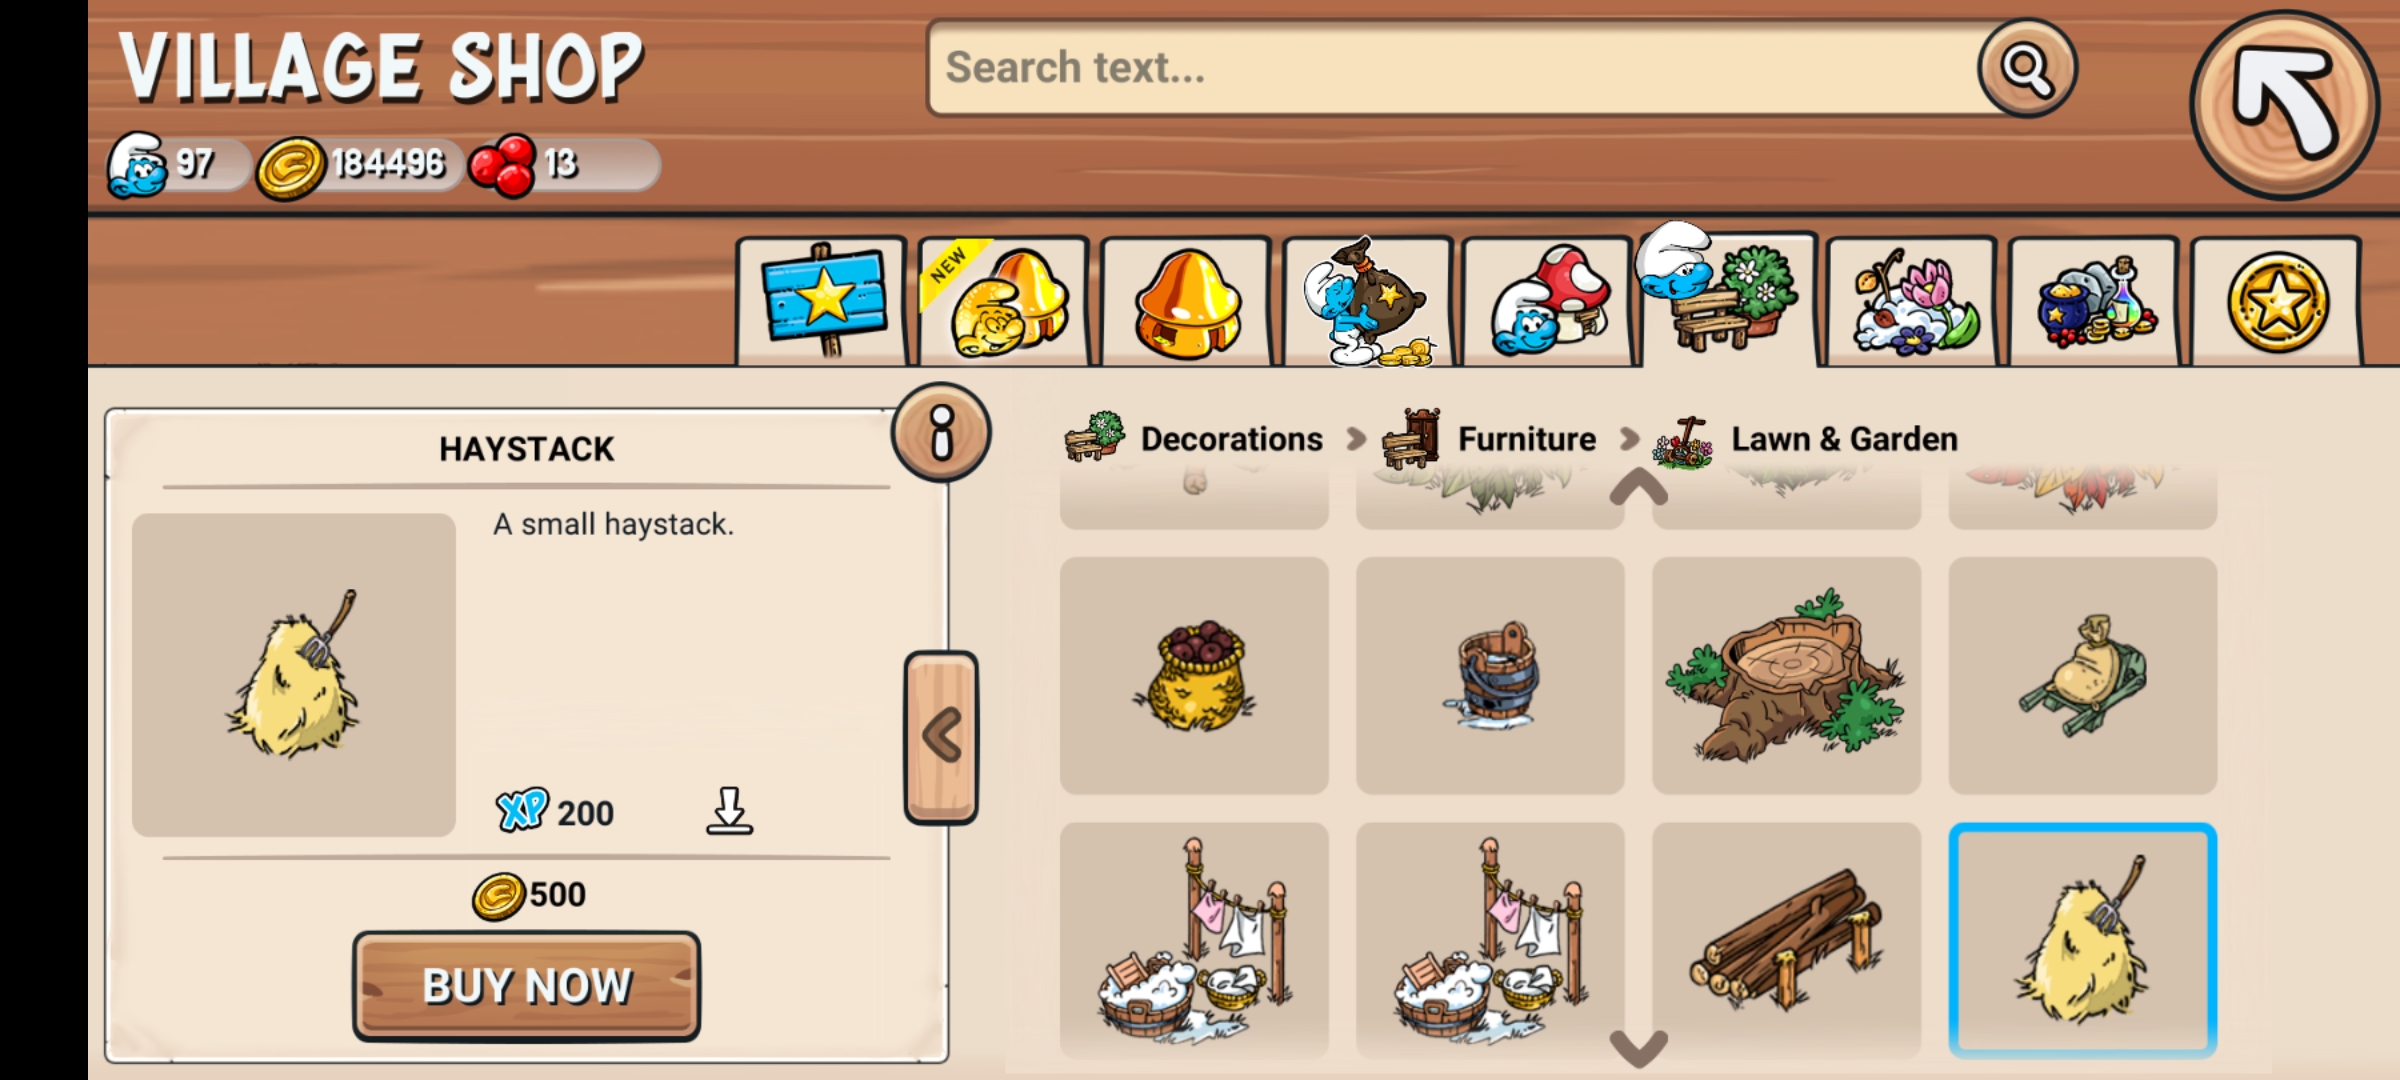 VILLAGE SHOP
Search text...
97 184496 13
NEW
HAYSTACK
A small haystack.
XP 200
500
BUY NOW
Decorations > Furniture > Lawn & Garden